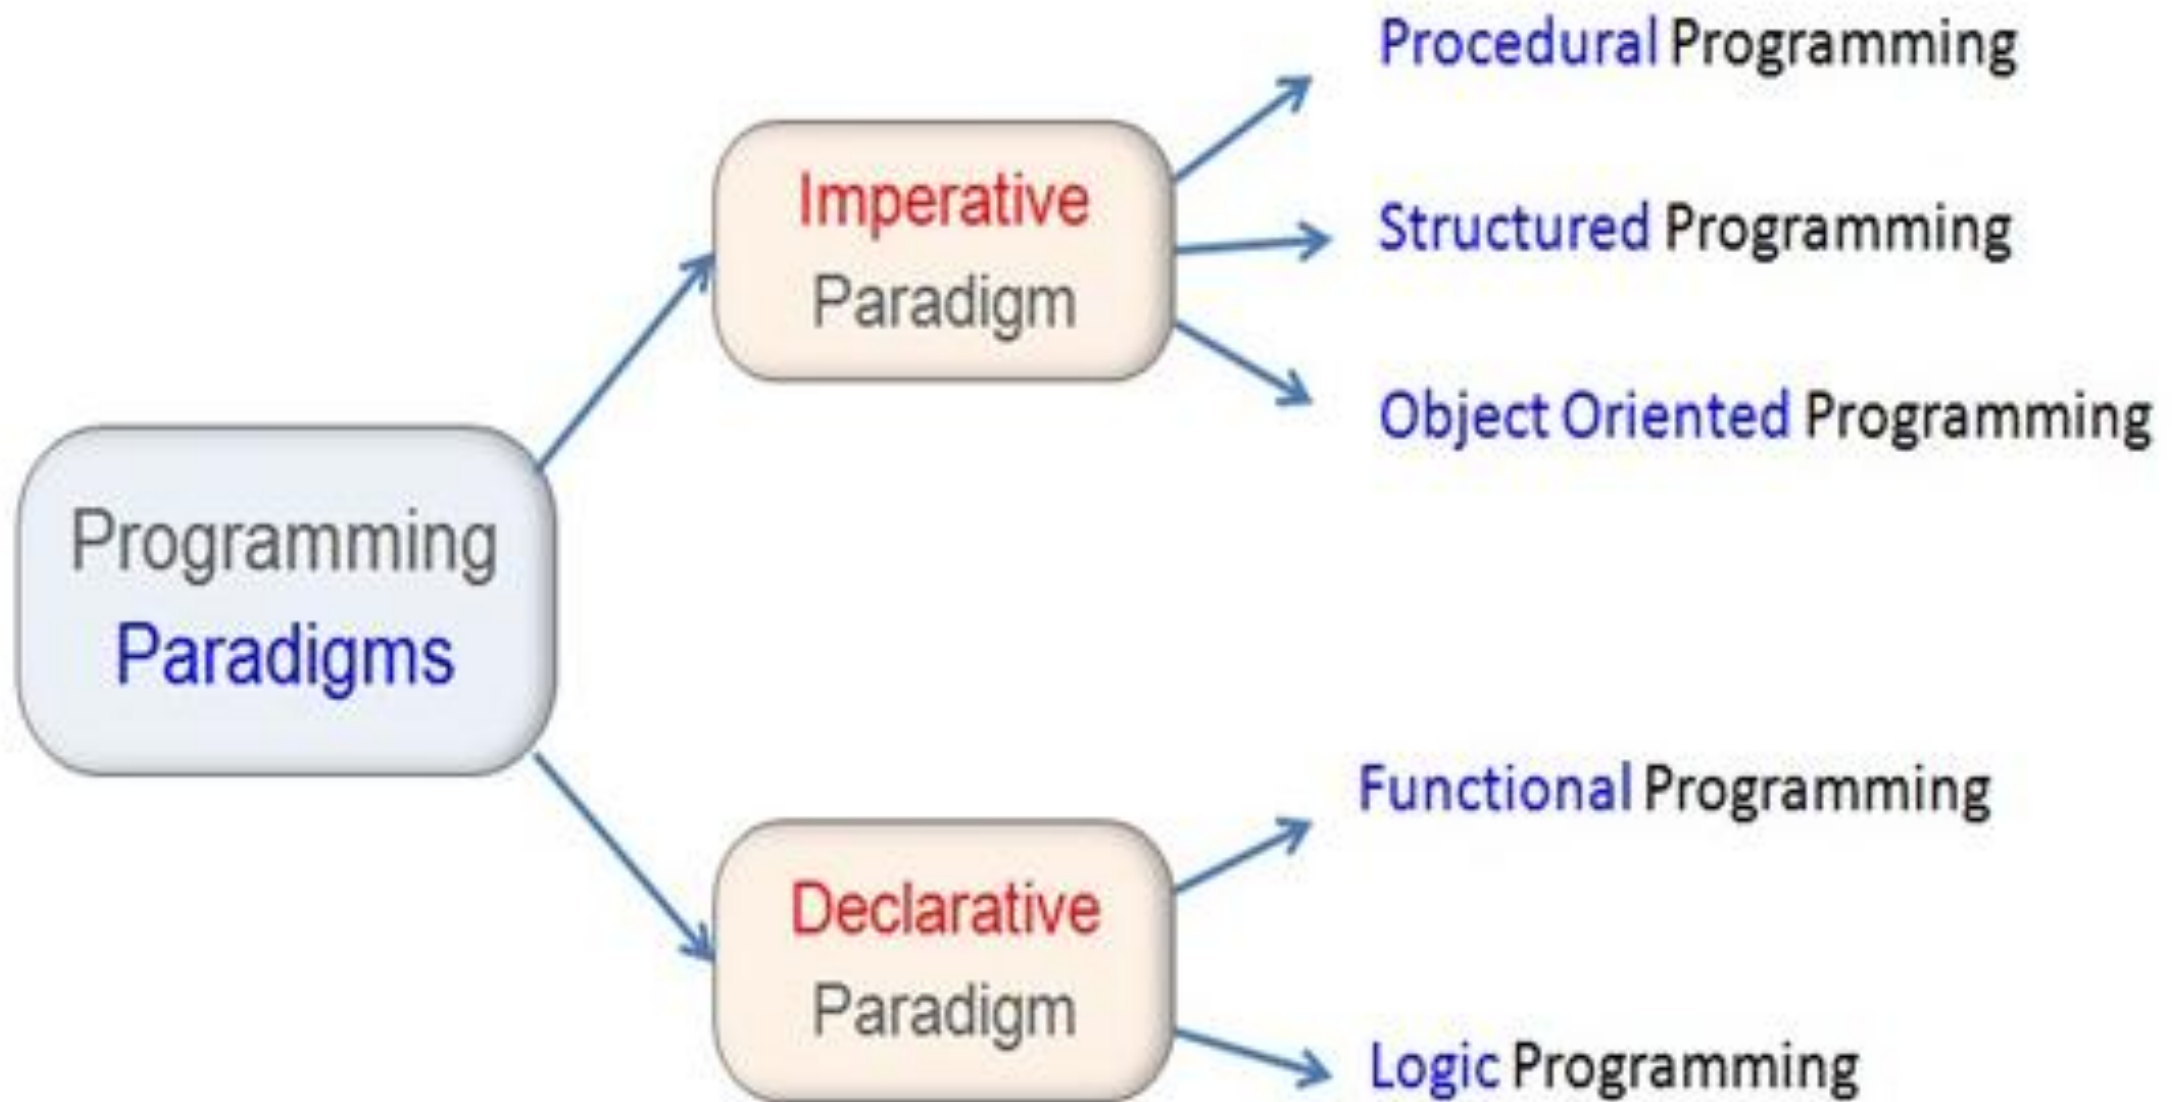 Programming
Paradigms
Imperative
Paradigm
Procedural Programming
Structured Programming
Object Oriented Programming
Declarative
Paradigm
Functional Programming
Logic Programming